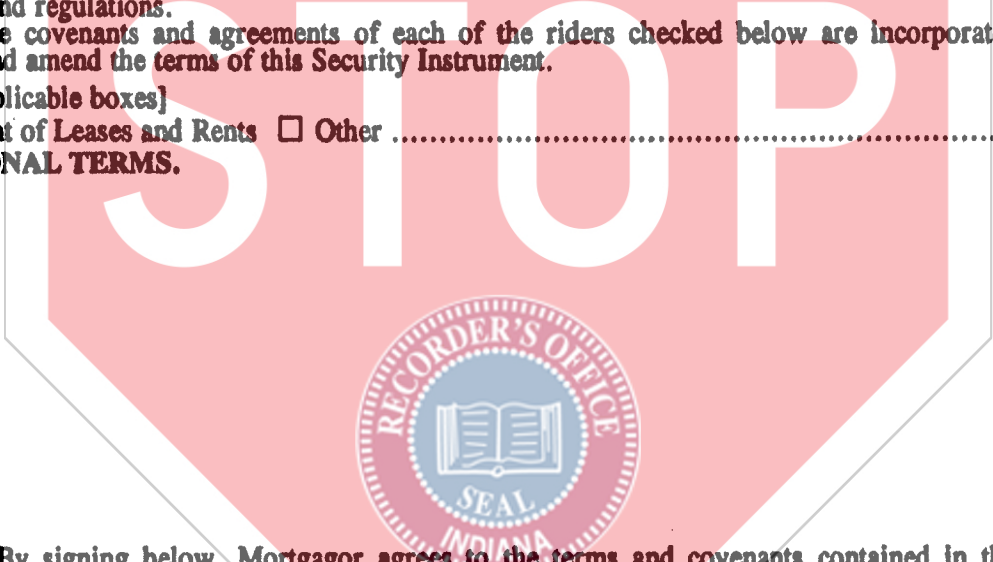 nd regulations.
e covenants and agreements of each of the riders checked below are incorporat
d amend the terms of this Security Instrument.
plicable boxes]
t of Leases and Rents ☐ Other ........................................................................
NAL TERMS.
STOP
RECORDER'S OFFICE
SEAL
INDIANA
By signing below, Mortgagor agrees to the terms and covenants contained in th